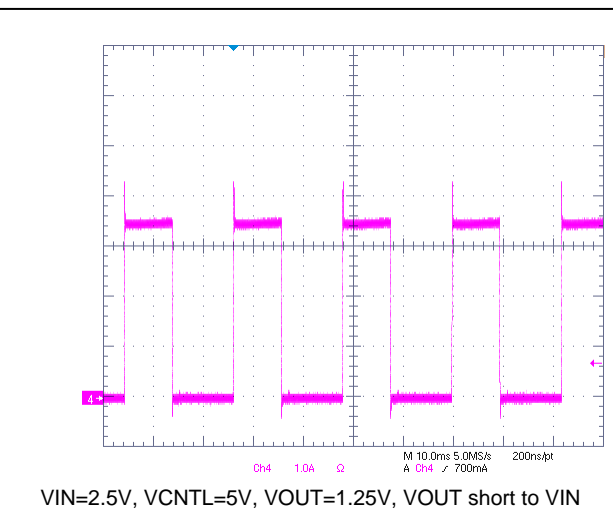 4
M 10.0ms 5.0MS/s 200ns/pt
Ch4 1.0A Ω A Ch4 / 700mA
VIN=2.5V, VCNTL=5V, VOUT=1.25V, VOUT short to VIN